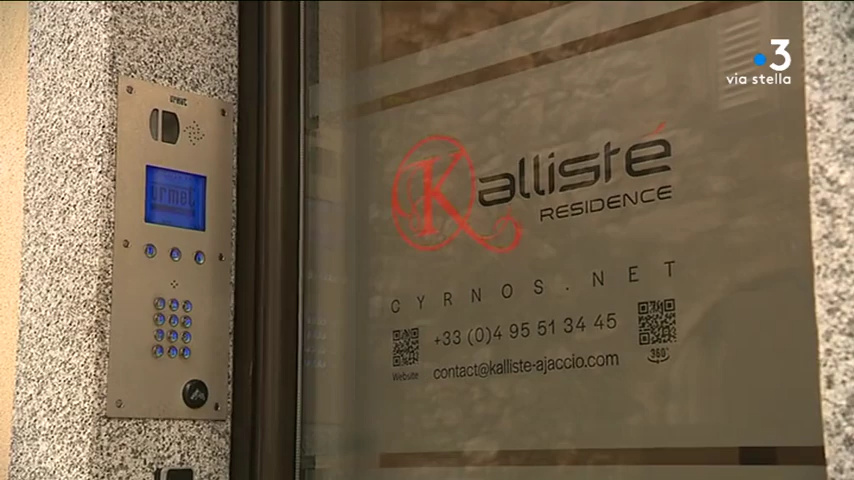 3
via stella
urmet
urmet
Kallisté
RESIDENCE
CYRNOS.NET
+33 (0)4 95 51 34 45
contact@kalliste-ajaccio.com
Website
360°